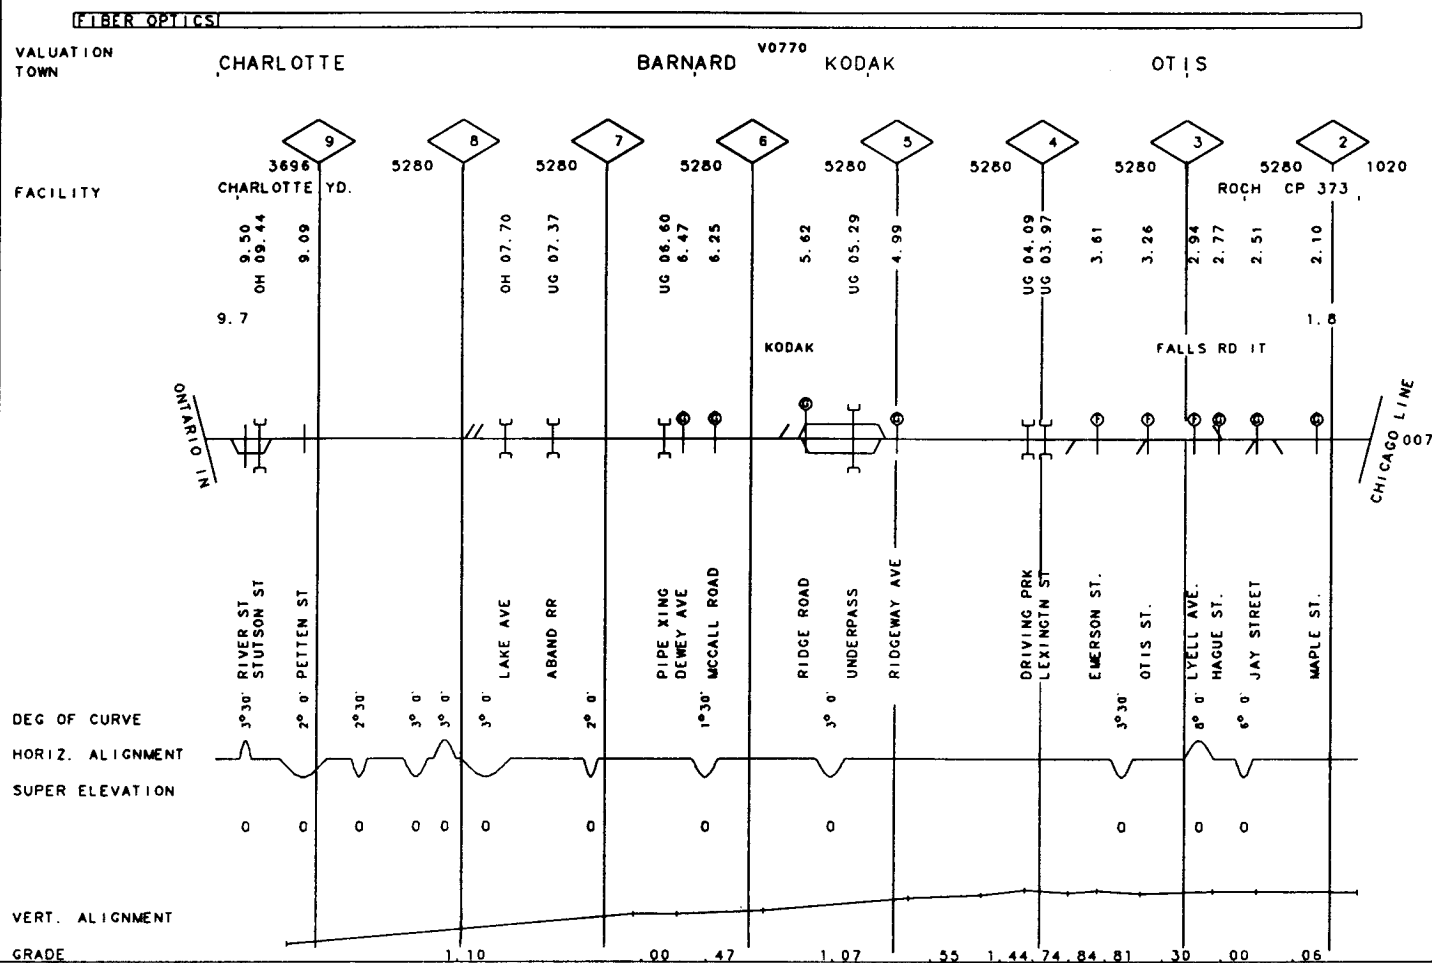 FIBER OPTICS
VALUATION V0770
TOWN CHARLOTTE BARNARD KODAK OTIS
9 8 7 6 5 4 3 2
3696 5280 5280 5280 5280 5280 5280 5280 1020
FACILITY CHARLOTTE YD. ROCH CP 373
9.50
OH 09.44
9.09
OH 07.70
UG 07.37
UG 06.60
6.47
6.25
5.62
UG 05.29
4.99
UG 04.09
UG 03.97
3.61
3.26
2.94
2.77
2.51
2.10
9.7 1.8
KODAK FALLS RD IT
ONTARIO IN
CHICAGO LINE
007
RIVER ST
STUTSON ST
PETTEN ST
LAKE AVE
ABAND RR
PIPE XING
DEWEY AVE
MCCALL ROAD
RIDGE ROAD
UNDERPASS
RIDGEWAY AVE
DRIVING PRK
LEXINGTN ST
EMERSON ST.
OTIS ST.
LYELL AVE.
HAGUE ST.
JAY STREET
MAPLE ST.
DEG OF CURVE 3°30' 2° 0' 2°30' 3° 0' 3° 0' 3° 0' 2° 0' 1°30' 3° 0' 3°30' 8° 0' 6° 0'
HORIZ. ALIGNMENT
SUPER ELEVATION
0 0 0 0 0 0 0 0 0 0 0 0
VERT. ALIGNMENT
GRADE 1.10 .00 .47 1.07 .55 1.44 .74 .84 .81 .30 .00 .06